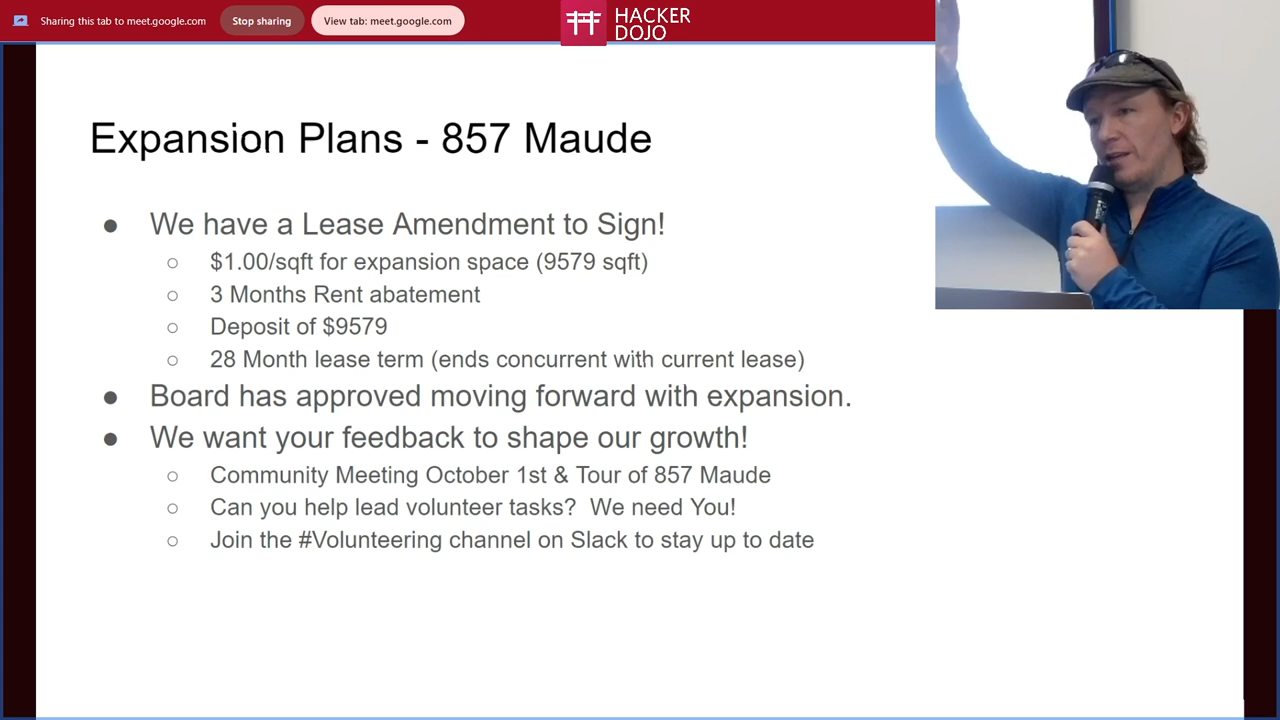 Sharing this tab to meet.google.com
Stop sharing
View tab: meet.google.com
HACKER
DOJO
Expansion Plans - 857 Maude
● We have a Lease Amendment to Sign!
○ $1.00/sqft for expansion space (9579 sqft)
○ 3 Months Rent abatement
○ Deposit of $9579
○ 28 Month lease term (ends concurrent with current lease)
● Board has approved moving forward with expansion.
● We want your feedback to shape our growth!
○ Community Meeting October 1st & Tour of 857 Maude
○ Can you help lead volunteer tasks?  We need You!
○ Join the #Volunteering channel on Slack to stay up to date